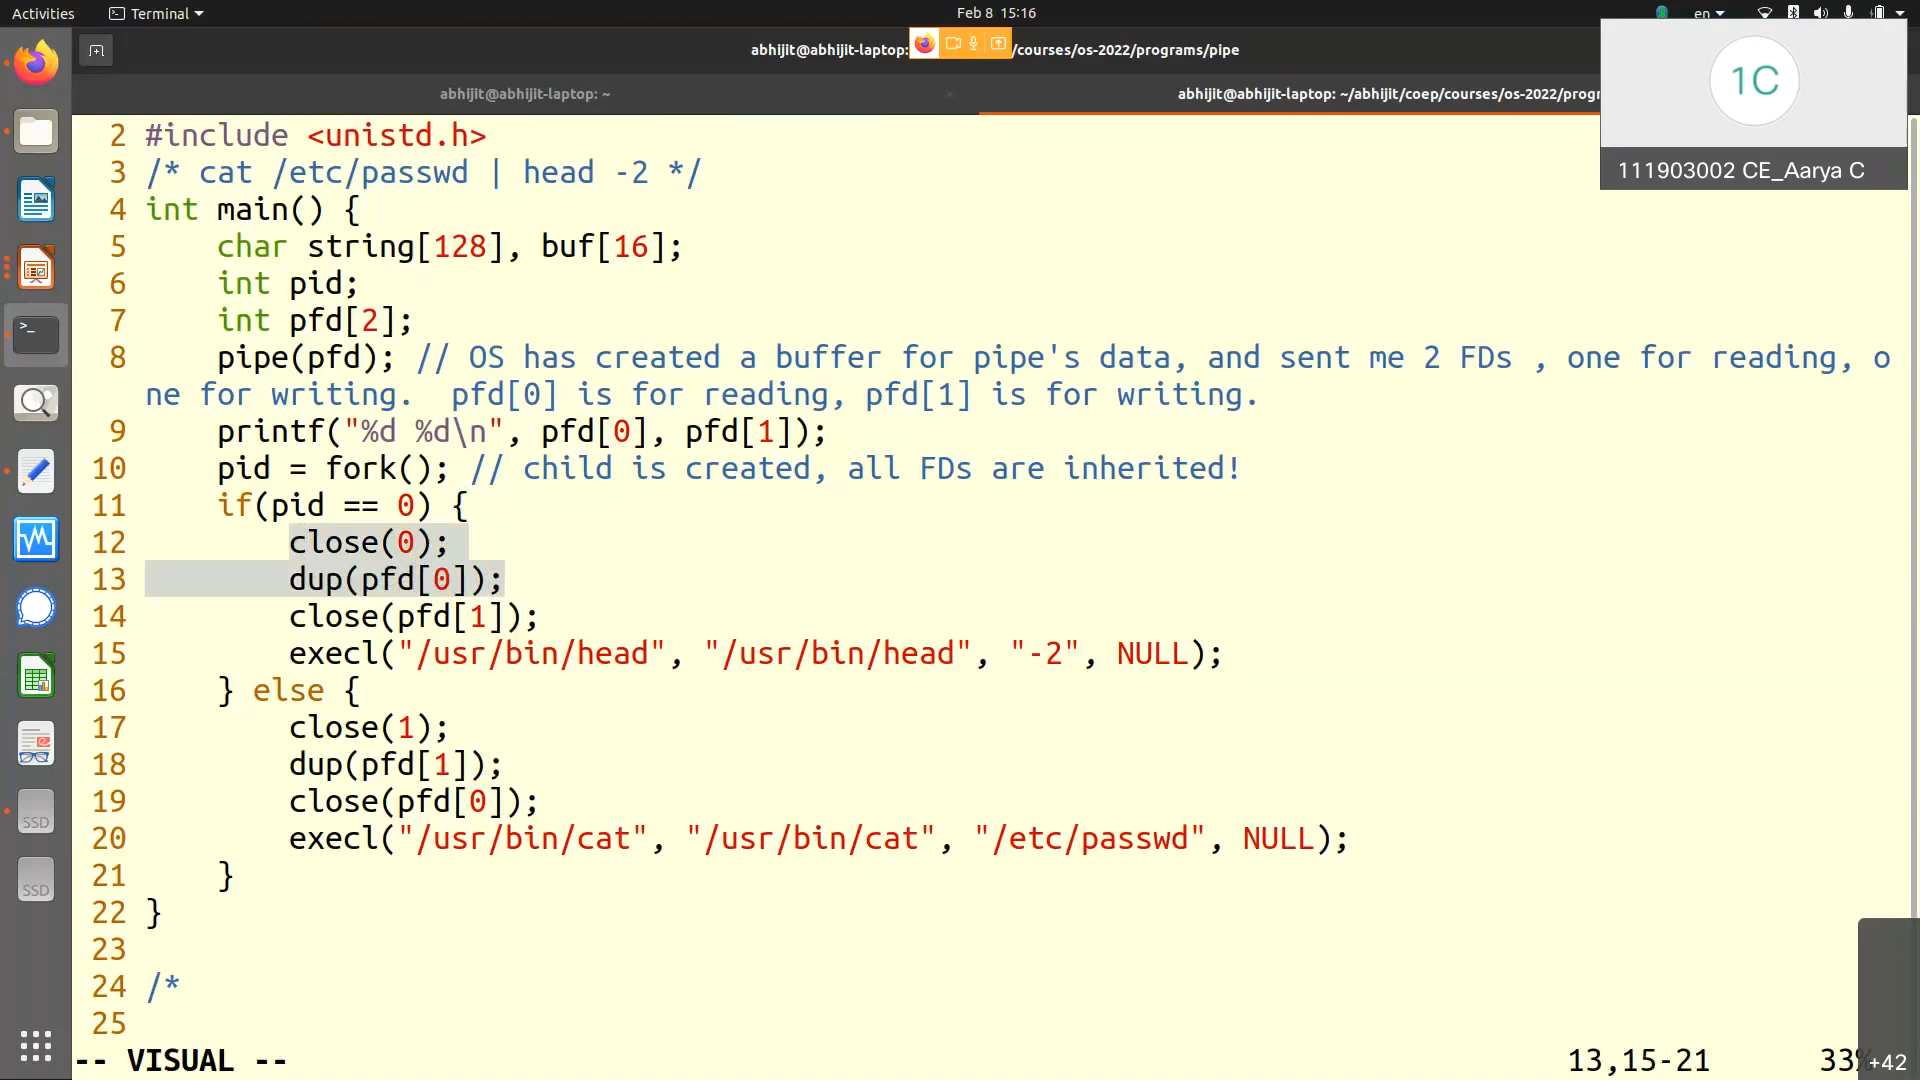 Activities
Terminal
Feb 8 15:16
en
abhijit@abhijit-laptop: /courses/os-2022/programs/pipe
abhijit@abhijit-laptop: ~
abhijit@abhijit-laptop: ~/abhijit/coep/courses/os-2022/progr
1C
111903002 CE_Aarya C
2 #include <unistd.h>
3 /* cat /etc/passwd | head -2 */
4 int main() {
5     char string[128], buf[16];
6     int pid;
7     int pfd[2];
8     pipe(pfd); // OS has created a buffer for pipe's data, and sent me 2 FDs , one for reading, o
ne for writing.  pfd[0] is for reading, pfd[1] is for writing.
9     printf("%d %d\n", pfd[0], pfd[1]);
10     pid = fork(); // child is created, all FDs are inherited!
11     if(pid == 0) {
12         close(0);
13         dup(pfd[0]);
14         close(pfd[1]);
15         execl("/usr/bin/head", "/usr/bin/head", "-2", NULL);
16     } else {
17         close(1);
18         dup(pfd[1]);
19         close(pfd[0]);
20         execl("/usr/bin/cat", "/usr/bin/cat", "/etc/passwd", NULL);
21     }
22 }
23
24 /*
25
SSD
SSD
-- VISUAL --
13,15-21
33%
+42